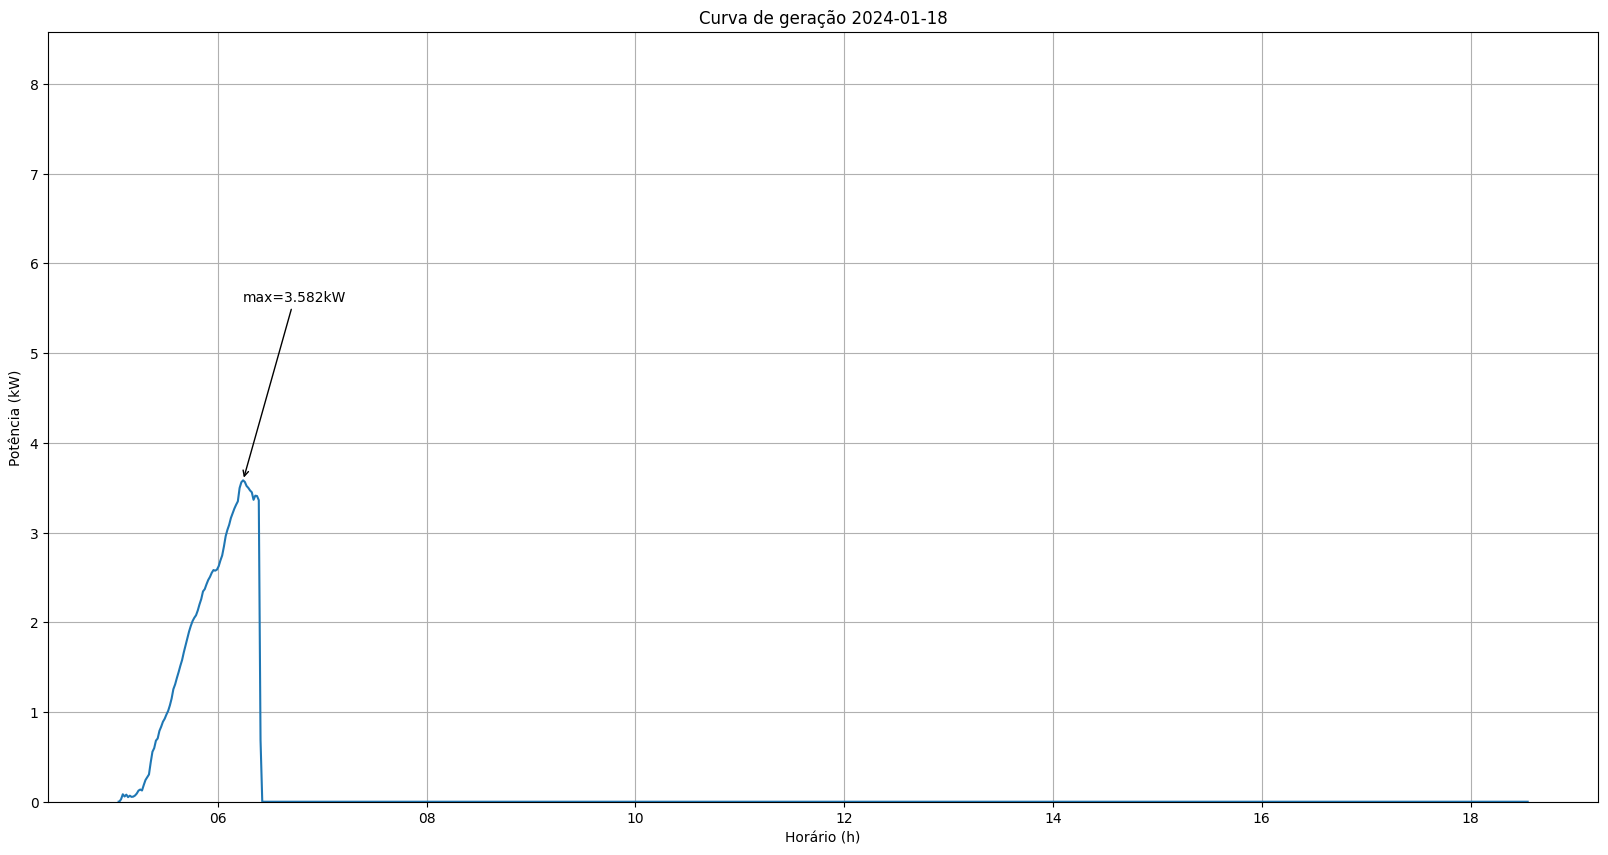 Curva de geração 2024-01-18
8
7
6
max=3.582kW
5
4
3
2
1
0
Potência (kW)
06 08 10 12 14 16 18
Horário (h)